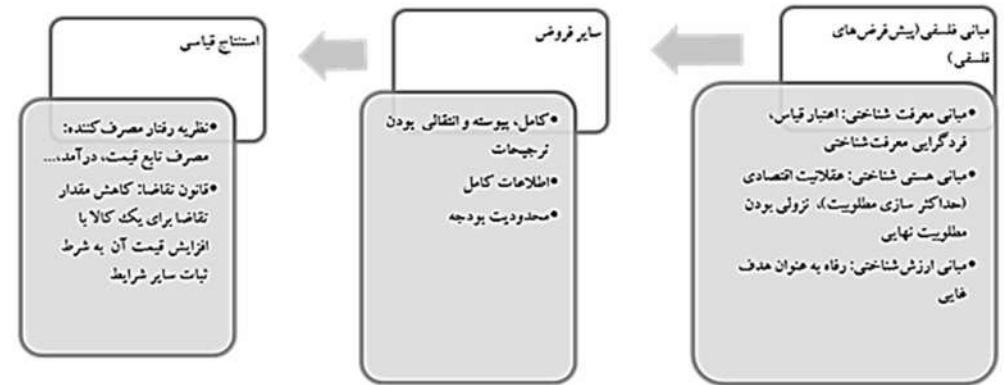 مبانی فلسفی(پیش‌فرض‌های
فلسفی)
•مبانی معرفت شناختی: اعتبار قیاس،
فردگرایی معرفت‌شناختی
•مبانی هستی شناختی: عقلانیت اقتصادی
(حداکثر سازی مطلوبیت)، نزولی بودن
مطلوبیت نهایی
•مبانی ارزش‌شناختی: رفاه به عنوان هدف
غایی
سایر فروض
•کامل، پیوسته و انتقالی بودن
ترجیحات
•اطلاعات کامل
•محدودیت بودجه
استنتاج قیاسی
•نظریه رفتار مصرف‌کننده:
مصرف تابع قیمت، درآمد،...
•قانون تقاضا: کاهش مقدار
تقاضا برای یک کالا با
افزایش قیمت آن به شرط
ثبات سایر شرایط